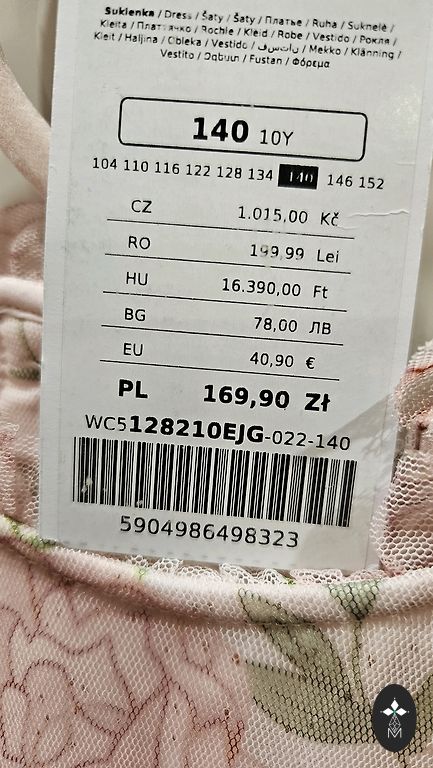 Sukienka / Dress / Šaty / Šaty / Платье / Ruha / Suknelė /
Kleita / Rochie / Kleid / Robe / Vestido / Рокля /
Kleit / Haljina / Obleka / Vestido / فستان / Mekko / Klänning /
Vestito / Fustan / Φόρεμα
140 10Y
104 110 116 122 128 134 140 146 152
CZ 1.015,00 Kč
RO 199,99 Lei
HU 16.390,00 Ft
BG 78,00 ЛВ
EU 40,90 €
PL 169,90 Zł
WC5128210EJG-022-140
5904986498323